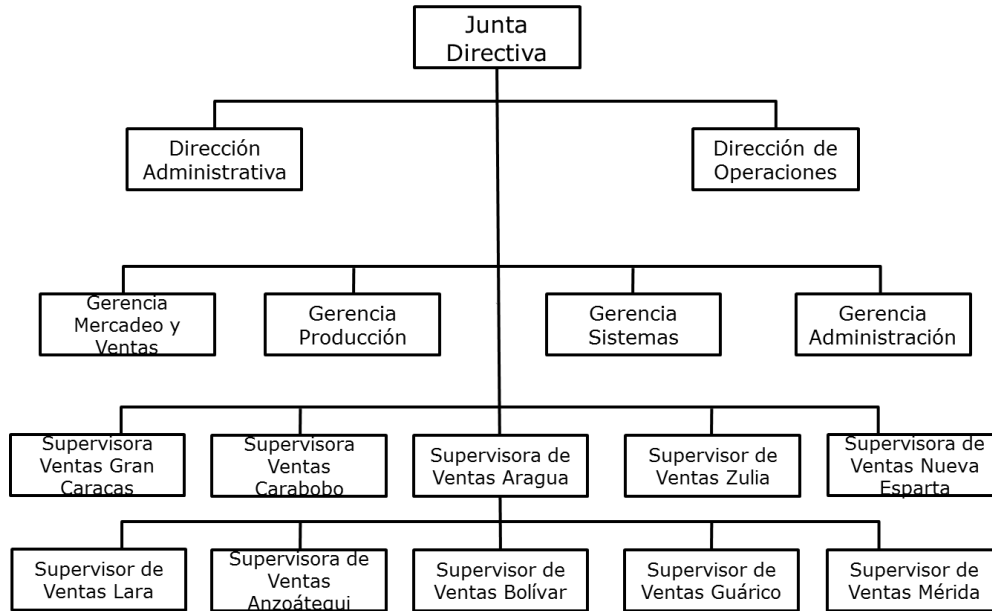 Junta
Directiva
Dirección
Administrativa
Dirección de
Operaciones
Gerencia
Mercadeo y
Ventas
Gerencia
Producción
Gerencia
Sistemas
Gerencia
Administración
Supervisora
Ventas Gran
Caracas
Supervisora
Ventas
Carabobo
Supervisora de
Ventas Aragua
Supervisor de
Ventas Zulia
Supervisora de
Ventas Nueva
Esparta
Supervisor de
Ventas Lara
Supervisora de
Ventas
Anzoátegui
Supervisor de
Ventas Bolívar
Supervisor de
Ventas Guárico
Supervisor de
Ventas Mérida